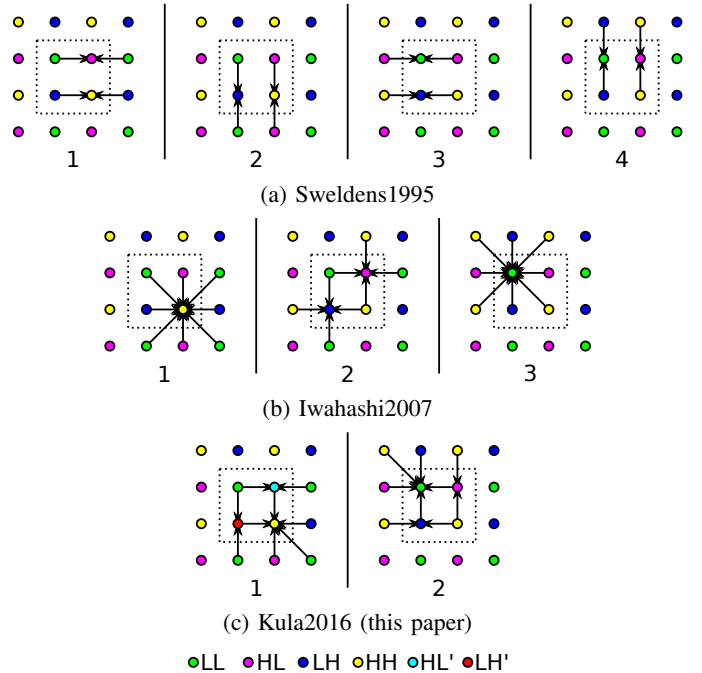 1 2 3 4
(a) Sweldens1995
1 2 3
(b) Iwahashi2007
1 2
(c) Kula2016 (this paper)
LL HL LH HH HL' LH'